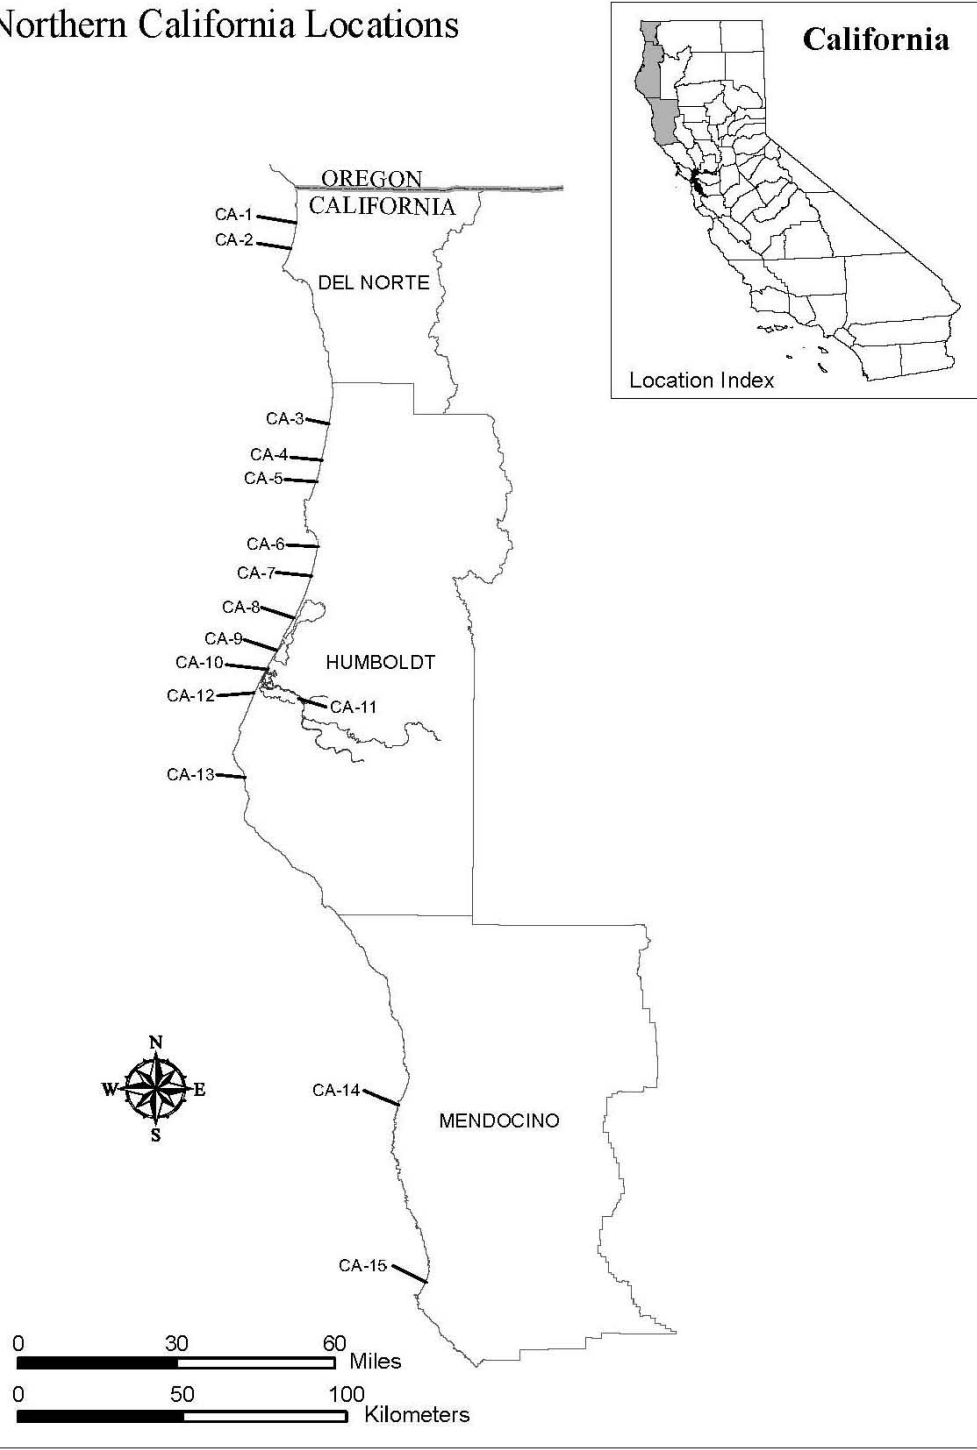 Northern California Locations
California
Location Index
OREGON
CALIFORNIA
CA-1
CA-2
DEL NORTE
CA-3
CA-4
CA-5
CA-6
CA-7
CA-8
CA-9
CA-10
HUMBOLDT
CA-12
CA-11
CA-13
N
W E
S
CA-14
MENDOCINO
CA-15
0 30 60
Miles
0 50 100
Kilometers